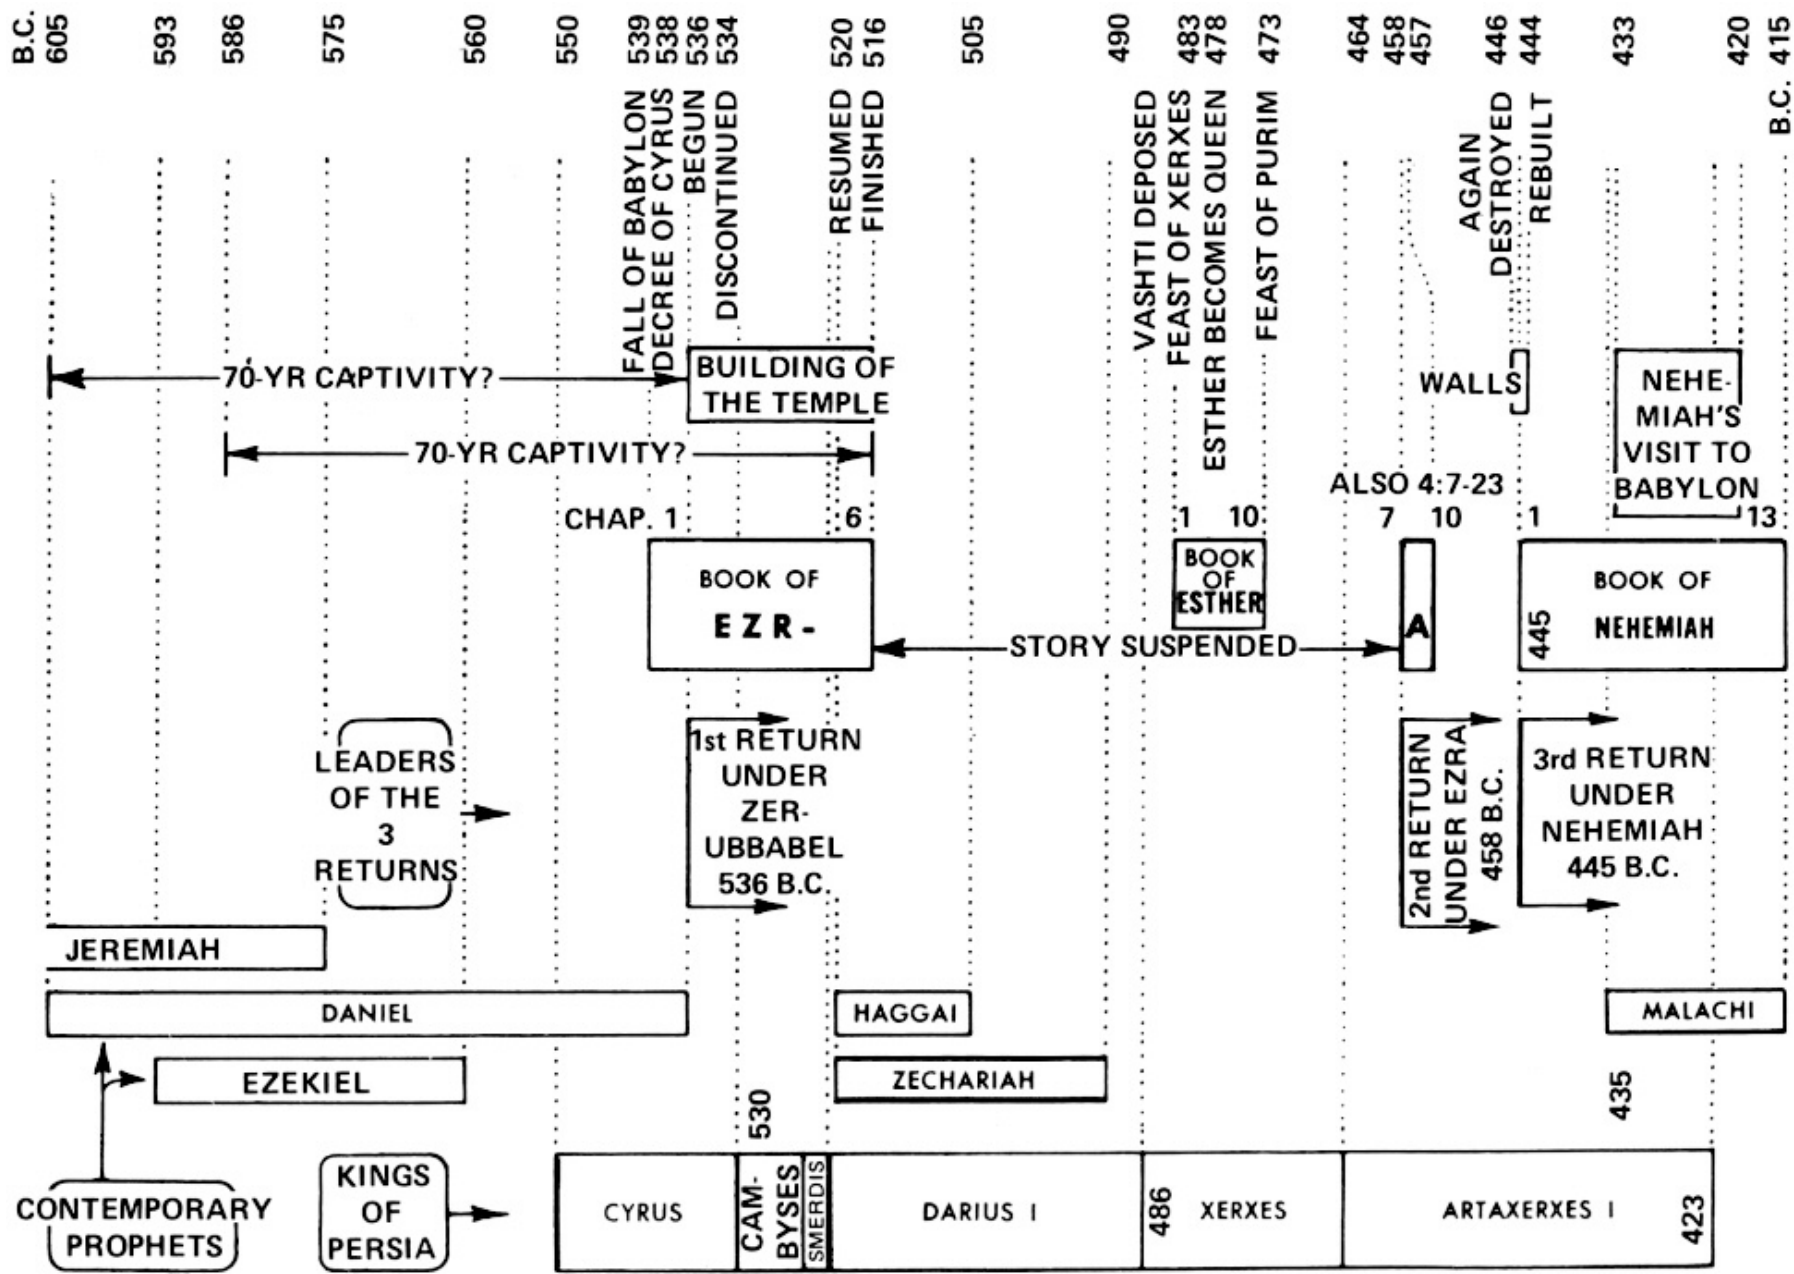 B.C.
605
593
586
575
560
550
539
538
536
534
520
516
505
490
483
478
473
464
458
457
446
444
433
420
B.C. 415
FALL OF BABYLON
DECREE OF CYRUS
BEGUN
DISCONTINUED
RESUMED
FINISHED
VASHTI DEPOSED
FEAST OF XERXES
ESTHER BECOMES QUEEN
FEAST OF PURIM
AGAIN
DESTROYED
REBUILT
70-YR CAPTIVITY?
BUILDING OF
THE TEMPLE
WALLS
NEHE-
MIAH'S
VISIT TO
BABYLON
70-YR CAPTIVITY?
ALSO 4:7-23
CHAP. 1
6
1
10
7
10
1
13
BOOK OF
EZR-
BOOK
OF
ESTHER
A
445
BOOK OF
NEHEMIAH
STORY SUSPENDED
LEADERS
OF THE
3
RETURNS
1st RETURN
UNDER
ZER-
UBBABEL
536 B.C.
2nd RETURN
UNDER EZRA
458 B.C.
3rd RETURN
UNDER
NEHEMIAH
445 B.C.
JEREMIAH
DANIEL
HAGGAI
MALACHI
EZEKIEL
ZECHARIAH
530
435
CONTEMPORARY
PROPHETS
KINGS
OF
PERSIA
CYRUS
CAM-
BYSES
SMERDIS
DARIUS I
486
XERXES
ARTAXERXES I
423